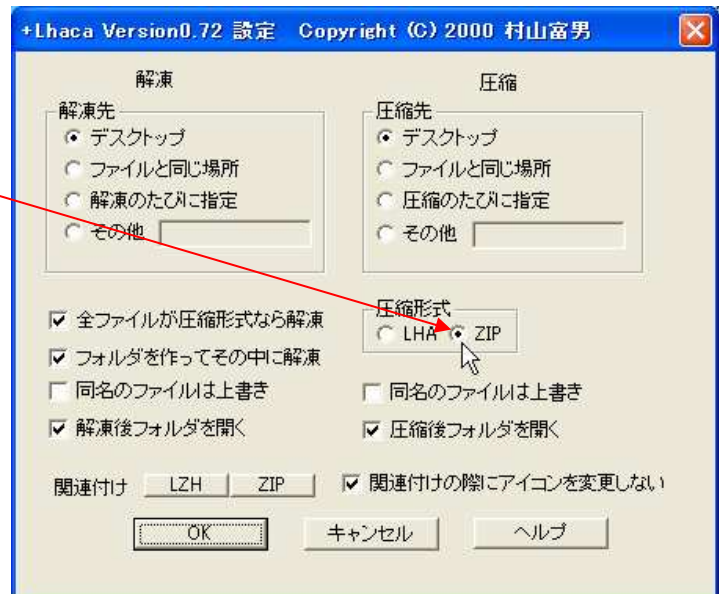 +Lhaca Version0.72 設定 Copyright (C) 2000 村山富男
解凍
解凍先
デスクトップ
ファイルと同じ場所
解凍のたびに指定
その他
全ファイルが圧縮形式なら解凍
フォルダを作ってその中に解凍
同名のファイルは上書き
解凍後フォルダを開く
圧縮
圧縮先
デスクトップ
ファイルと同じ場所
圧縮のたびに指定
その他
圧縮形式
LHA ZIP
同名のファイルは上書き
圧縮後フォルダを開く
関連付け LZH ZIP 関連付けの際にアイコンを変更しない
OK キャンセル ヘルプ